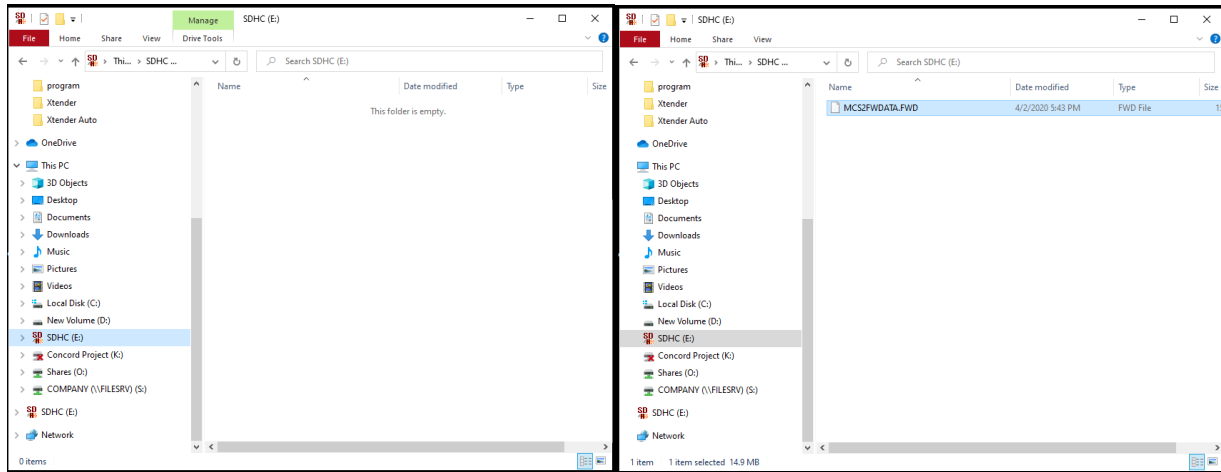 Manage SDHC (E:)
File Home Share View Drive Tools
Thi... > SDHC ...
Search SDHC (E:)
program
Xtender
Xtender Auto
OneDrive
This PC
3D Objects
Desktop
Documents
Downloads
Music
Pictures
Videos
Local Disk (C:)
New Volume (D:)
SDHC (E:)
Concord Project (K:)
Shares (O:)
COMPANY (\\FILESRV) (S:)
SDHC (E:)
Network
Name Date modified Type Size
This folder is empty.
0 items
SDHC (E:)
File Home Share View
Thi... > SDHC ...
Search SDHC (E:)
program
Xtender
Xtender Auto
OneDrive
This PC
3D Objects
Desktop
Documents
Downloads
Music
Pictures
Videos
Local Disk (C:)
New Volume (D:)
SDHC (E:)
Concord Project (K:)
Shares (O:)
COMPANY (\\FILESRV) (S:)
SDHC (E:)
Network
Name Date modified Type Size
MCS2FWDATA.FWD 4/2/2020 5:43 PM FWD File
1 item 1 item selected 14.9 MB